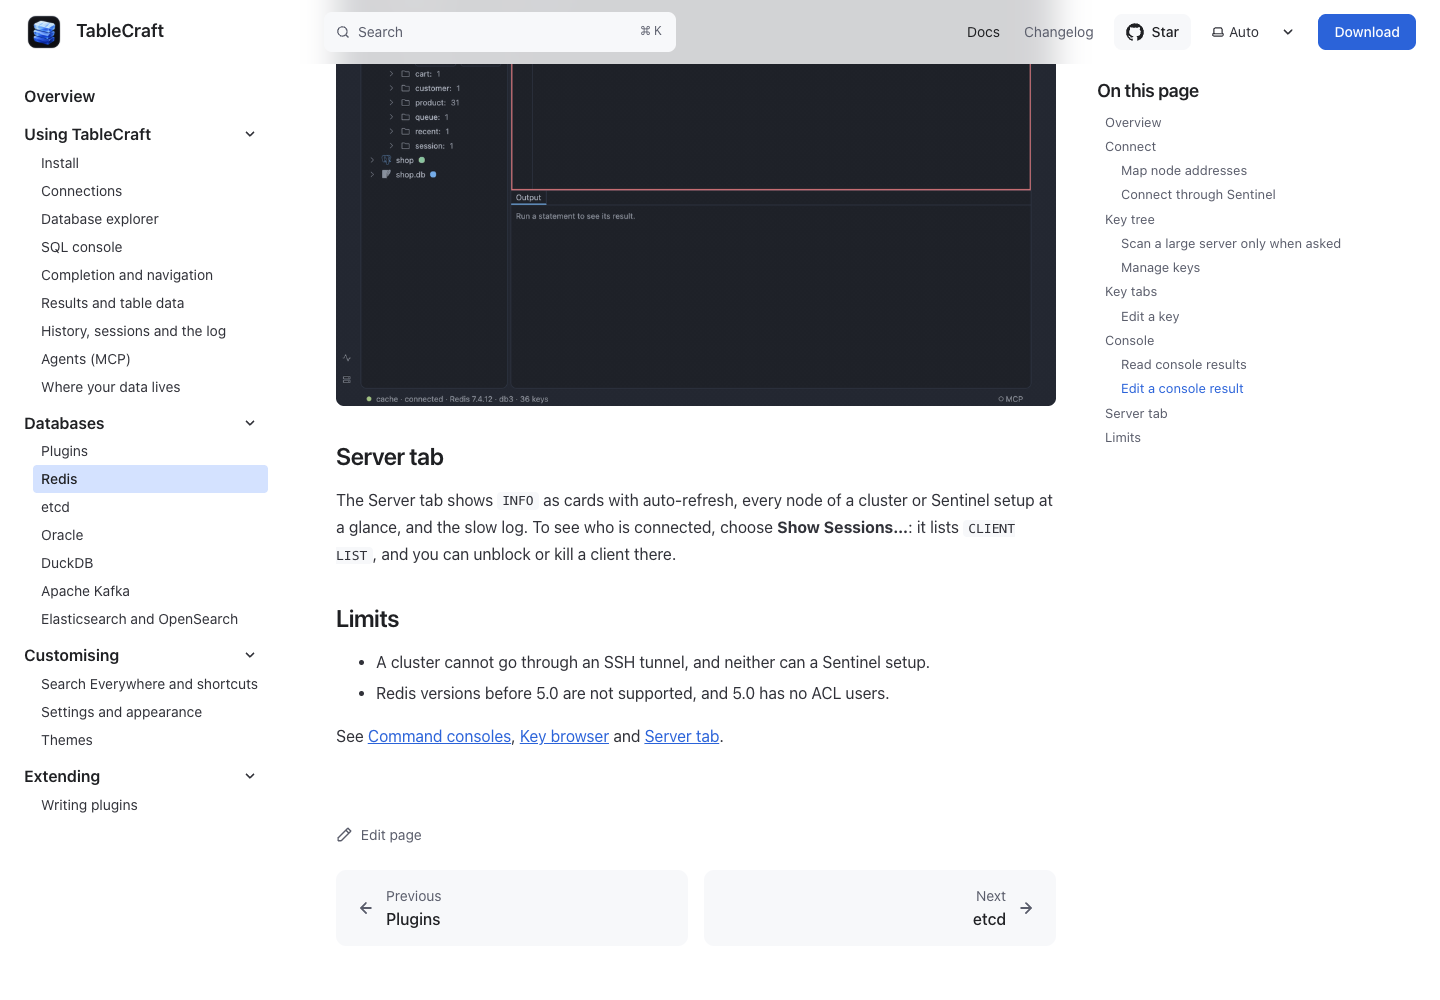 TableCraft
Search
⌘ K
Docs
Changelog
Star
Auto
Download
Overview
Using TableCraft
Install
Connections
Database explorer
SQL console
Completion and navigation
Results and table data
History, sessions and the log
Agents (MCP)
Where your data lives
Databases
Plugins
Redis
etcd
Oracle
DuckDB
Apache Kafka
Elasticsearch and OpenSearch
Customising
Search Everywhere and shortcuts
Settings and appearance
Themes
Extending
Writing plugins
cart: 1
customer: 1
product: 31
queue: 1
recent: 1
session: 1
shop
shop.db
Output
Run a statement to see its result.
cache · connected · Redis 7.4.12 · db3 · 36 keys
MCP
Server tab
The Server tab shows INFO as cards with auto-refresh, every node of a cluster or Sentinel setup at
a glance, and the slow log. To see who is connected, choose Show Sessions…: it lists CLIENT
LIST, and you can unblock or kill a client there.
Limits
• A cluster cannot go through an SSH tunnel, and neither can a Sentinel setup.
• Redis versions before 5.0 are not supported, and 5.0 has no ACL users.
See Command consoles, Key browser and Server tab.
Edit page
Previous
Plugins
Next
etcd
On this page
Overview
Connect
Map node addresses
Connect through Sentinel
Key tree
Scan a large server only when asked
Manage keys
Key tabs
Edit a key
Console
Read console results
Edit a console result
Server tab
Limits